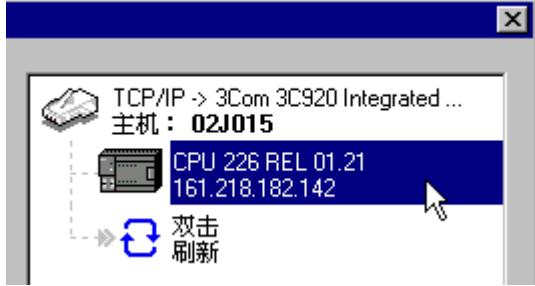 TCP/IP -> 3Com 3C920 Integrated ...
主机： 02J015
CPU 226 REL 01.21
161.218.182.142
双击
刷新